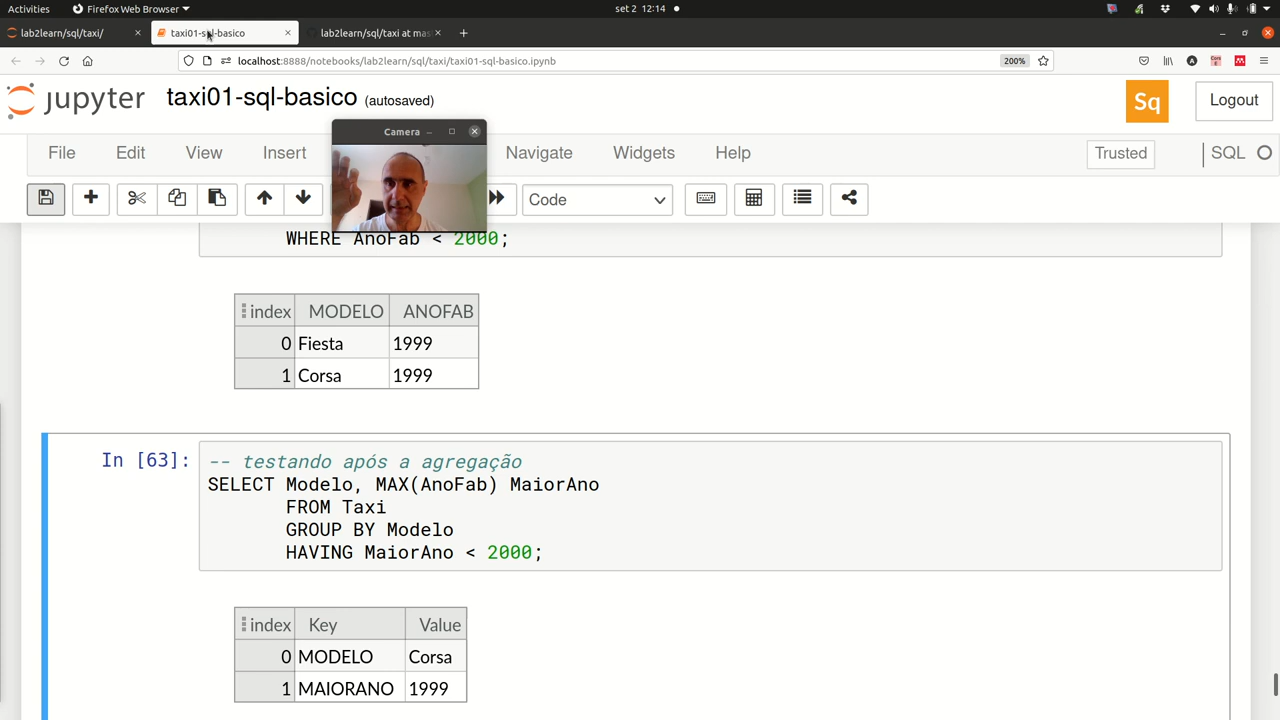 Activities
Firefox Web Browser
set 2 12:14
lab2learn/sql/taxi/
taxi01-sql-basico
lab2learn/sql/taxi at mas
localhost:8888/notebooks/lab2learn/sql/taxi/taxi01-sql-basico.ipynb
200%
jupyter
taxi01-sql-basico (autosaved)
Sq
Logout
Camera
File Edit View Insert Navigate Widgets Help
Trusted
SQL
Code
WHERE AnoFab < 2000;
index MODELO ANOFAB
0 Fiesta 1999
1 Corsa 1999
In [63]:
-- testando após a agregação
SELECT Modelo, MAX(AnoFab) MaiorAno
FROM Taxi
GROUP BY Modelo
HAVING MaiorAno < 2000;
index Key Value
0 MODELO Corsa
1 MAIORANO 1999